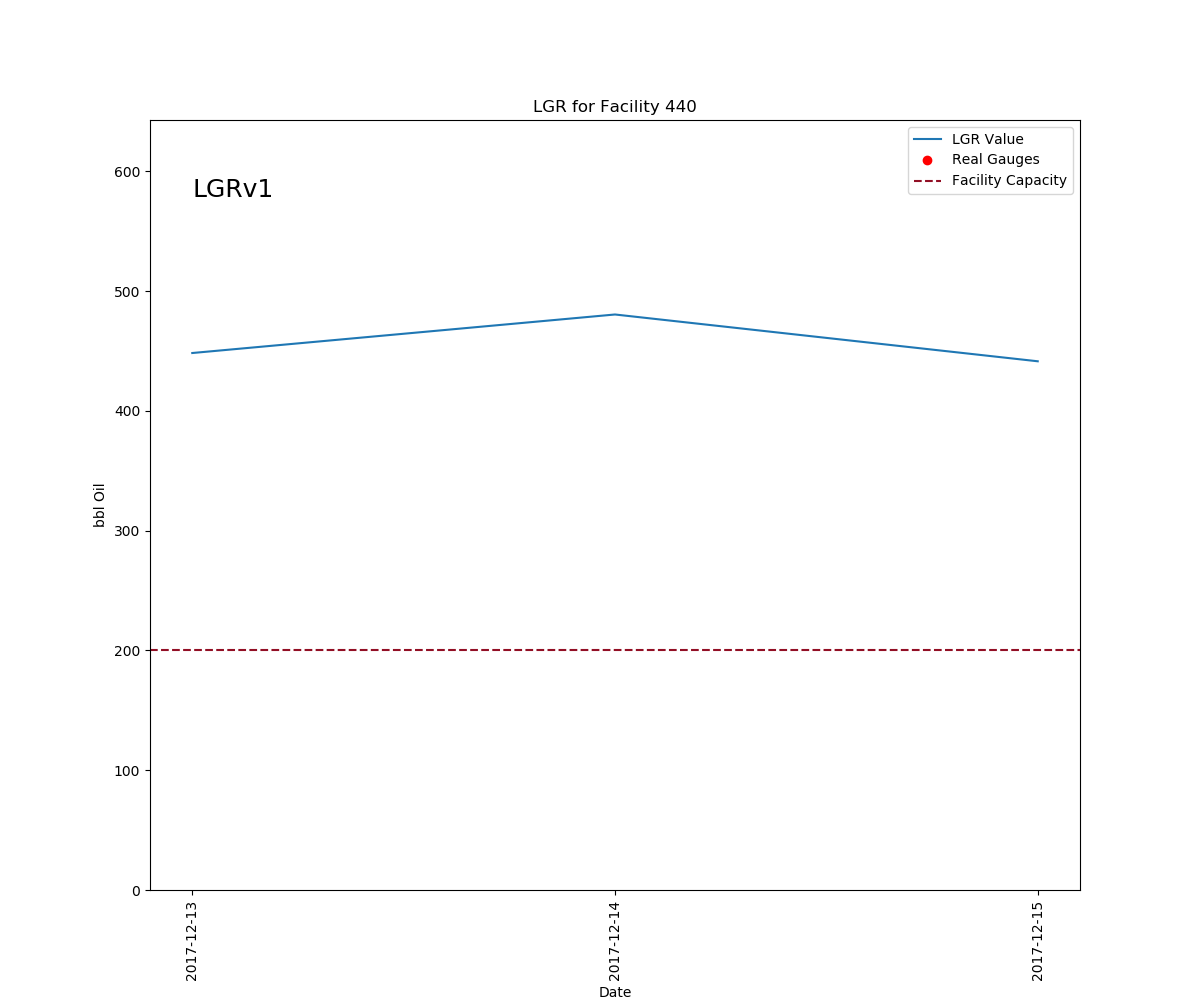 LGR for Facility 440
LGR Value
Real Gauges
Facility Capacity
LGRv1
600
500
400
300
200
100
0
bbl Oil
2017-12-13
2017-12-14
2017-12-15
Date